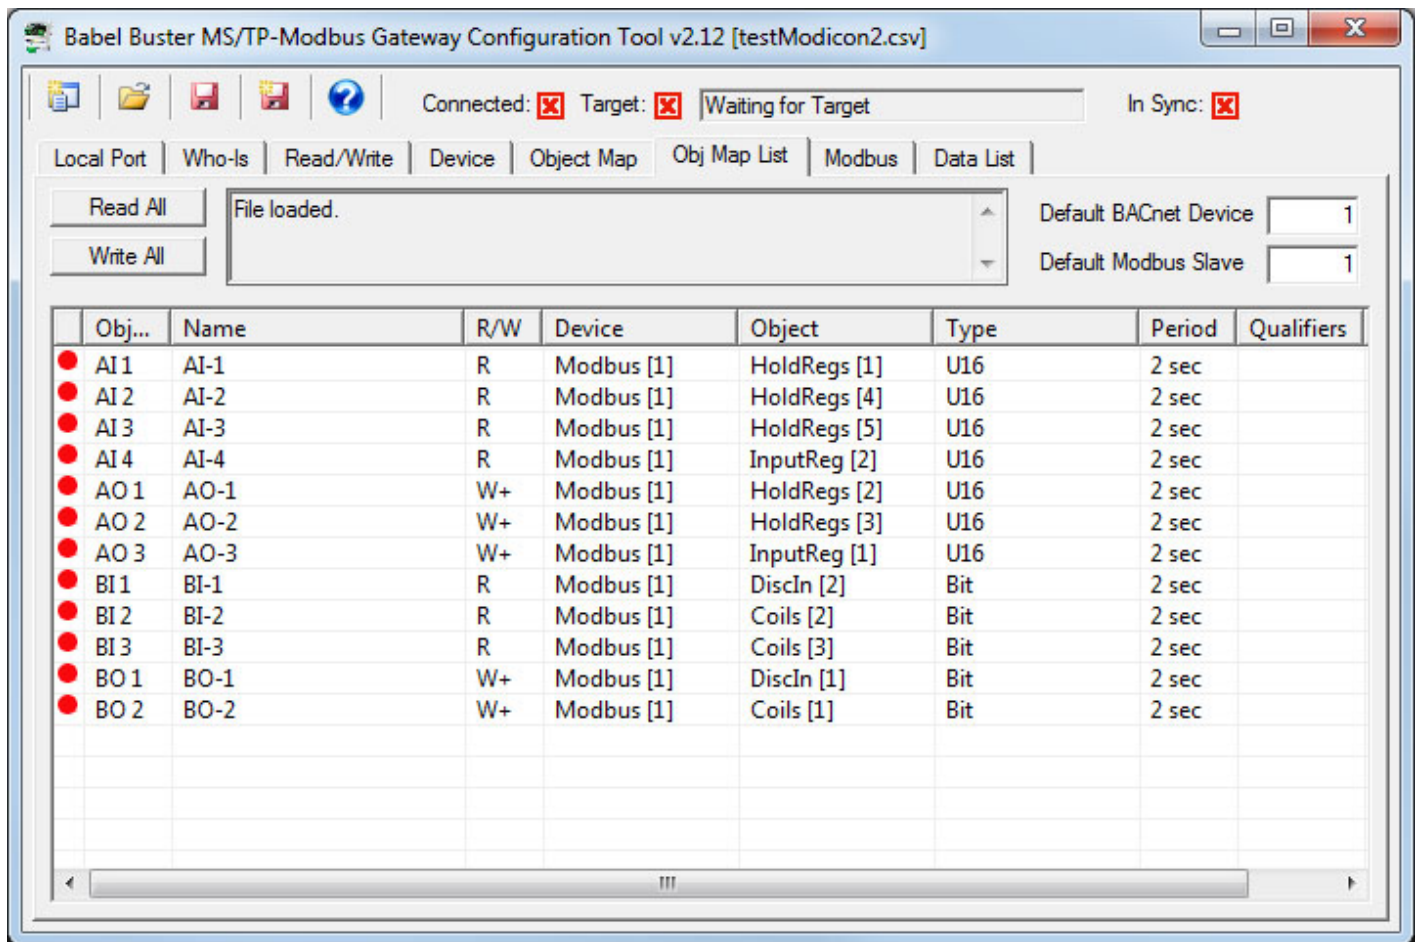 Babel Buster MS/TP-Modbus Gateway Configuration Tool v2.12 [testModicon2.csv]
Connected: Target: Waiting for Target In Sync:
Local Port Who-Is Read/Write Device Object Map Obj Map List Modbus Data List
Read All File loaded. Default BACnet Device 1
Write All Default Modbus Slave 1
Obj... Name R/W Device Object Type Period Qualifiers
AI 1 AI-1 R Modbus [1] HoldRegs [1] U16 2 sec
AI 2 AI-2 R Modbus [1] HoldRegs [4] U16 2 sec
AI 3 AI-3 R Modbus [1] HoldRegs [5] U16 2 sec
AI 4 AI-4 R Modbus [1] InputReg [2] U16 2 sec
AO 1 AO-1 W+ Modbus [1] HoldRegs [2] U16 2 sec
AO 2 AO-2 W+ Modbus [1] HoldRegs [3] U16 2 sec
AO 3 AO-3 W+ Modbus [1] InputReg [1] U16 2 sec
BI 1 BI-1 R Modbus [1] DiscIn [2] Bit 2 sec
BI 2 BI-2 R Modbus [1] Coils [2] Bit 2 sec
BI 3 BI-3 R Modbus [1] Coils [3] Bit 2 sec
BO 1 BO-1 W+ Modbus [1] DiscIn [1] Bit 2 sec
BO 2 BO-2 W+ Modbus [1] Coils [1] Bit 2 sec